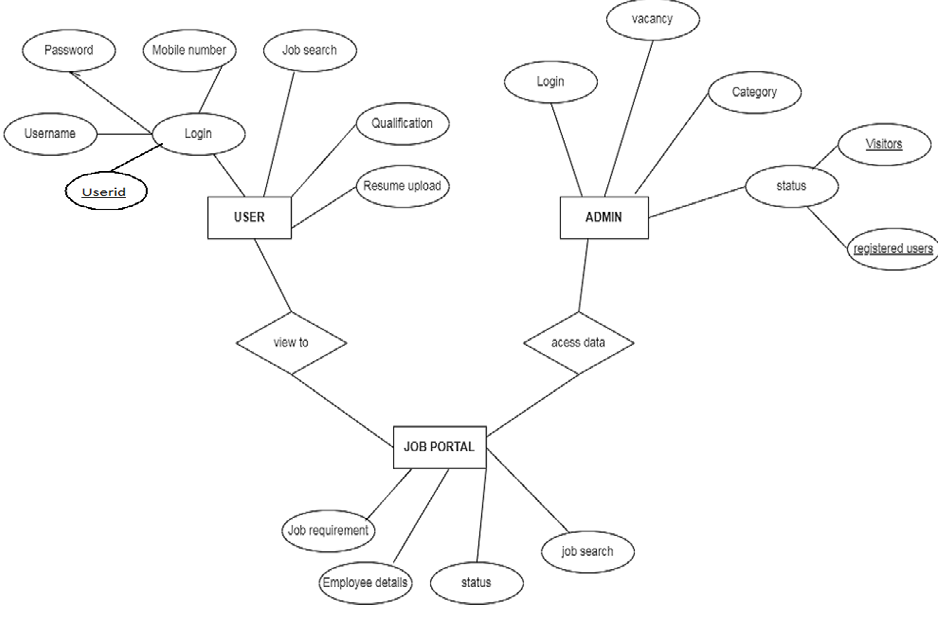 vacancy
Password
Mobile number
Job search
Login
Category
Username
Login
Qualification
Visitors
Userid
Resume upload
status
USER
ADMIN
registered users
view to
acess data
JOB PORTAL
Job requirement
job search
Employee details
status